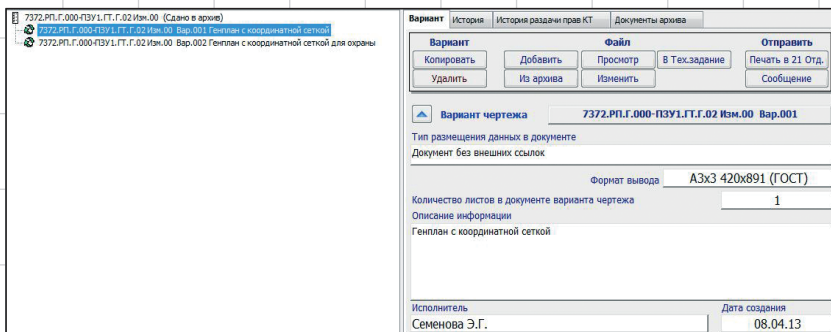 7372.РП.Г.000-ПЗУ1.ГТ.Г.02 Изм.00 (Сдано в архив)
7372.РП.Г.000-ПЗУ1.ГТ.Г.02 Изм.00 Вар.001 Генплан с координатной сеткой
7372.РП.Г.000-ПЗУ1.ГТ.Г.02 Изм.00 Вар.002 Генплан с координатной сеткой для охраны
Вариант История История раздачи прав КТ Документы архива
Вариант Файл Отправить
Копировать Добавить Просмотр В Тех.задание Печать в 21 Отд.
Удалить Из архива Изменить Сообщение
Вариант чертежа 7372.РП.Г.000-ПЗУ1.ГТ.Г.02 Изм.00 Вар.001
Тип размещения данных в документе
Документ без внешних ссылок
Формат вывода А3х3 420х891 (ГОСТ)
Количество листов в документе варианта чертежа 1
Описание информации
Генплан с координатной сеткой
Исполнитель Дата создания
Семенова Э.Г. 08.04.13